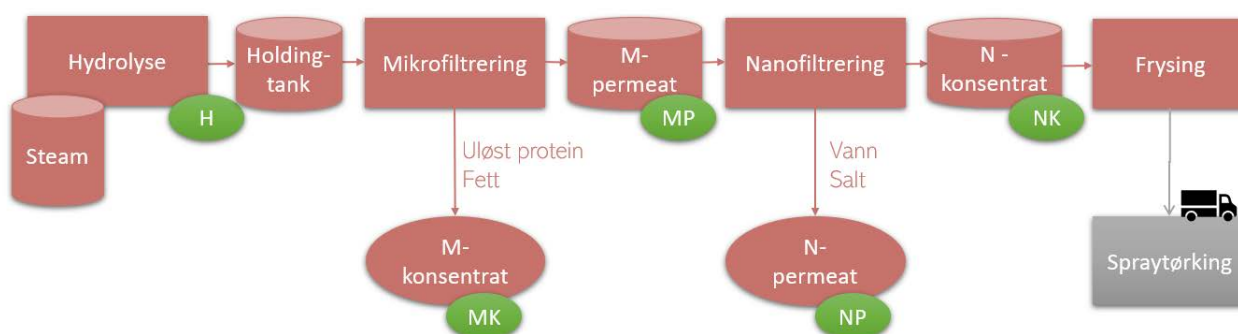 Hydrolyse
H
Steam
Holding-
tank
Mikrofiltrering
Uløst protein
Fett
M-
konsentrat
MK
M-
permeat
MP
Nanofiltrering
Vann
Salt
N-
permeat
NP
N -
konsentrat
NK
Frysing
Spraytørking